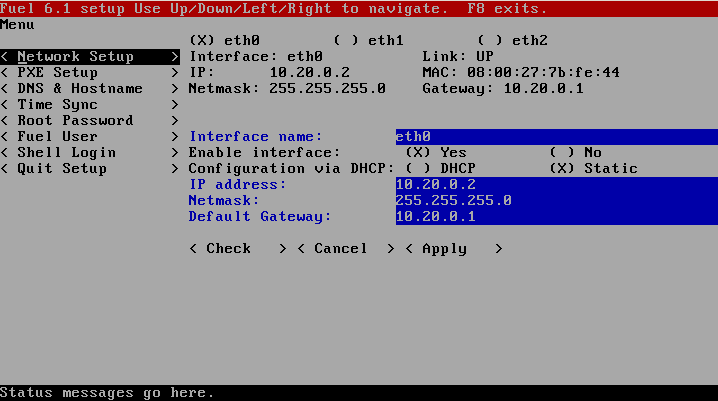 Fuel 6.1 setup Use Up/Down/Left/Right to navigate.  F8 exits.
Menu
(X) eth0 ( ) eth1 ( ) eth2
< Network Setup > Interface: eth0 Link: UP
< PXE Setup > IP: 10.20.0.2 MAC: 08:00:27:7b:fe:44
< DNS & Hostname > Netmask: 255.255.255.0 Gateway: 10.20.0.1
< Time Sync >
< Root Password >
< Fuel User > Interface name: eth0
< Shell Login > Enable interface: (X) Yes ( ) No
< Quit Setup > Configuration via DHCP: ( ) DHCP (X) Static
IP address: 10.20.0.2
Netmask: 255.255.255.0
Default Gateway: 10.20.0.1
< Check > < Cancel > < Apply >
Status messages go here.